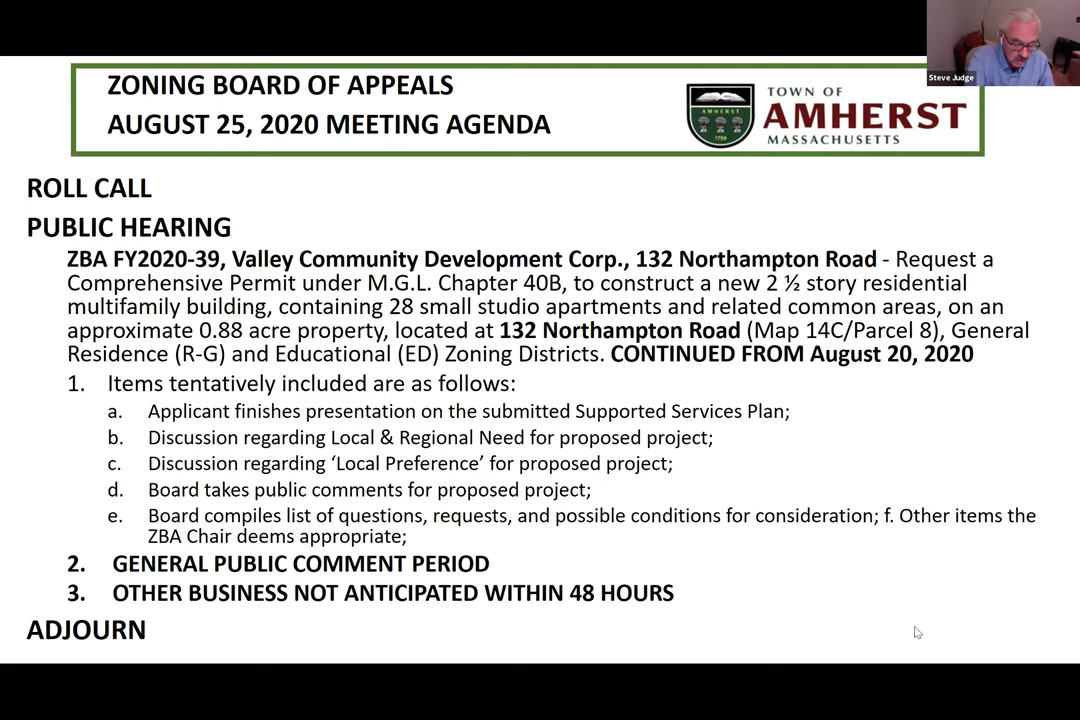 Steve Judge
ZONING BOARD OF APPEALS
AUGUST 25, 2020 MEETING AGENDA
AMHERST
1759
TOWN OF
AMHERST
MASSACHUSETTS
ROLL CALL
PUBLIC HEARING
ZBA FY2020-39, Valley Community Development Corp., 132 Northampton Road - Request a
Comprehensive Permit under M.G.L. Chapter 40B, to construct a new 2 ½ story residential
multifamily building, containing 28 small studio apartments and related common areas, on an
approximate 0.88 acre property, located at 132 Northampton Road (Map 14C/Parcel 8), General
Residence (R-G) and Educational (ED) Zoning Districts. CONTINUED FROM August 20, 2020
1. Items tentatively included are as follows:
a. Applicant finishes presentation on the submitted Supported Services Plan;
b. Discussion regarding Local & Regional Need for proposed project;
c. Discussion regarding ‘Local Preference’ for proposed project;
d. Board takes public comments for proposed project;
e. Board compiles list of questions, requests, and possible conditions for consideration; f. Other items the
ZBA Chair deems appropriate;
2. GENERAL PUBLIC COMMENT PERIOD
3. OTHER BUSINESS NOT ANTICIPATED WITHIN 48 HOURS
ADJOURN